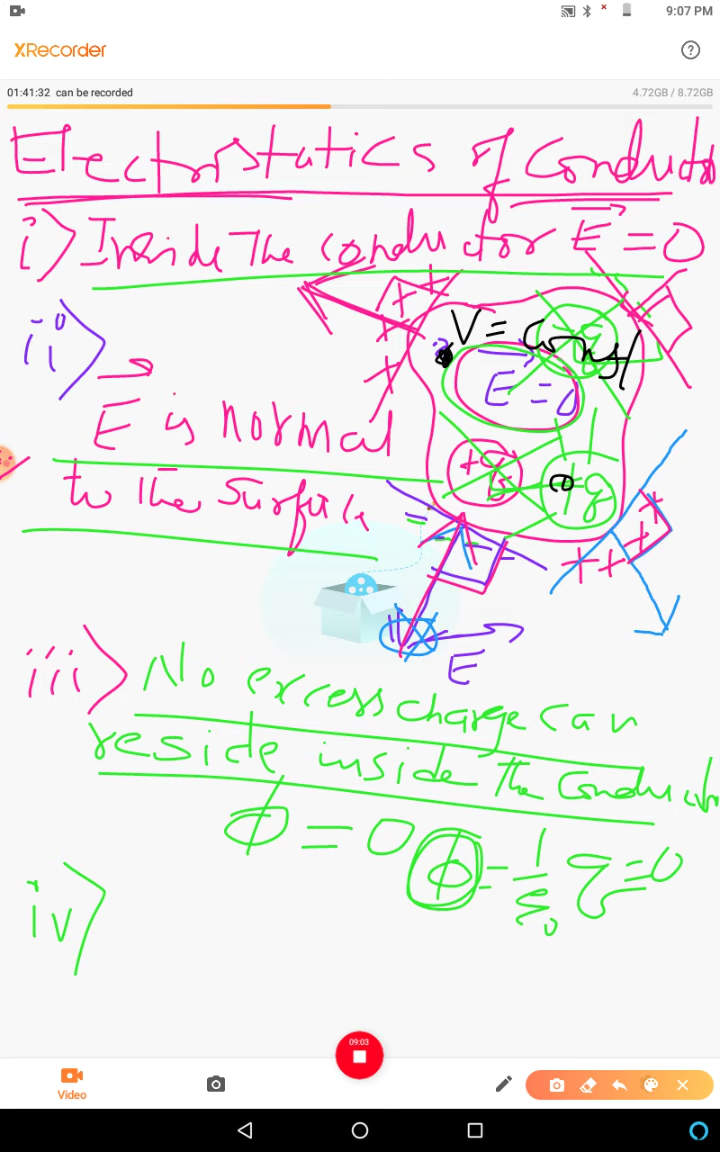 9:07 PM
XRecorder
01:41:32 can be recorded
4.72GB / 8.72GB
Electrostatics of Conducto
i) Inside the conductor E = 0
V = const
ii)
E = 0
E is normal
to the surface
+q
-q
+q
E
iii) No excess charge can
reside inside the conductor
ϕ = 0 ϕ = 1/ε0 q = 0
iv)
09:03
Video